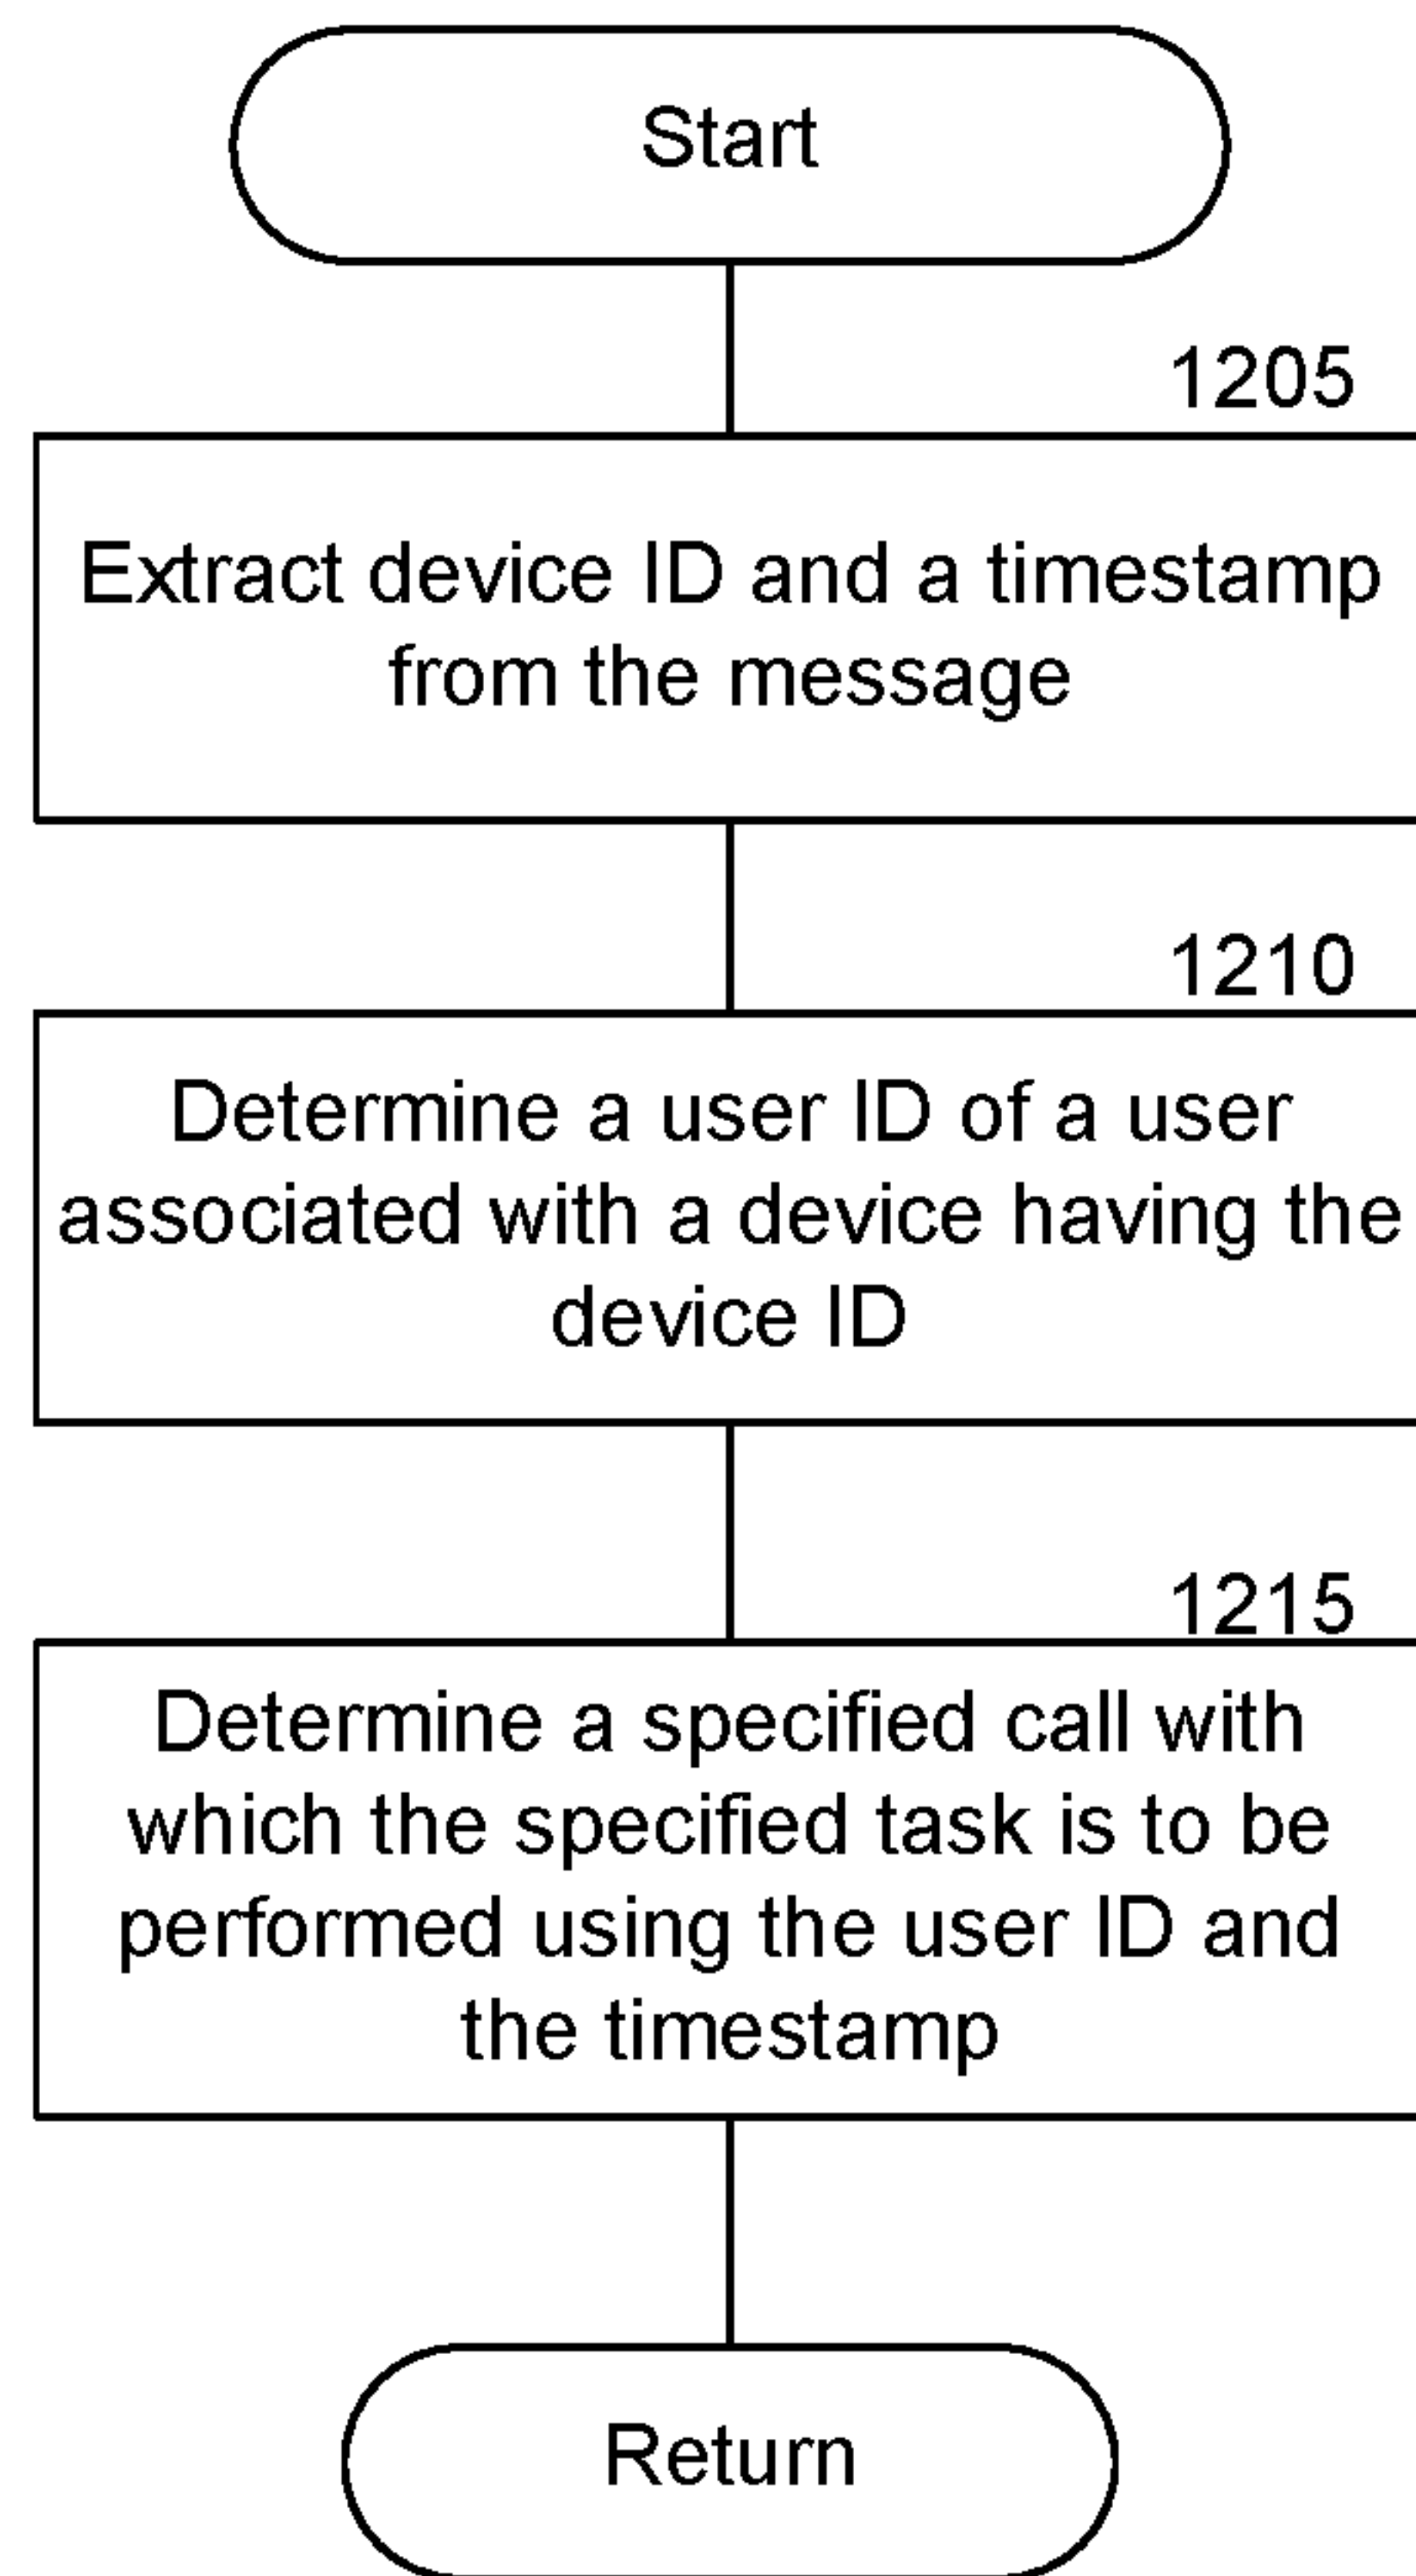 Start
1205
Extract device ID and a timestamp
from the message
1210
Determine a user ID of a user
associated with a device having the
device ID
1215
Determine a specified call with
which the specified task is to be
performed using the user ID and
the timestamp
Return